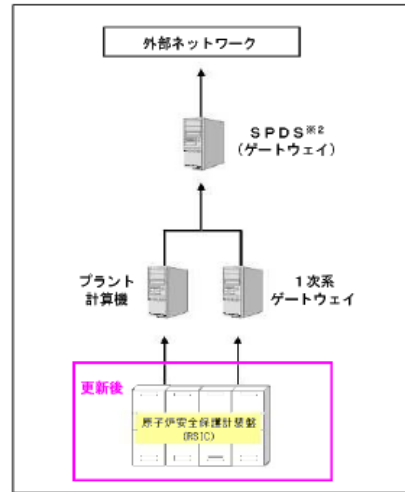 外部ネットワーク
SPDS※2
(ゲートウェイ)
プラント
計算機
1次系
ゲートウェイ
更新後
原子炉安全保護計装盤
(RSIC)